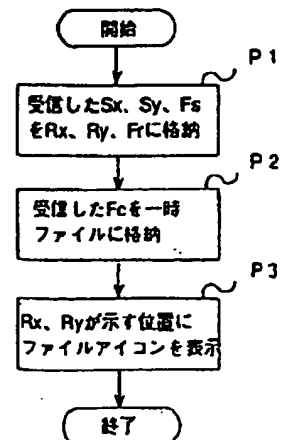 開始
P1
受信したSx、Sy、Fs
をRx、Ry、Frに格納
P2
受信したFcを一時
ファイルに格納
P3
Rx、Ryが示す位置に
ファイルアイコンを表示
終了